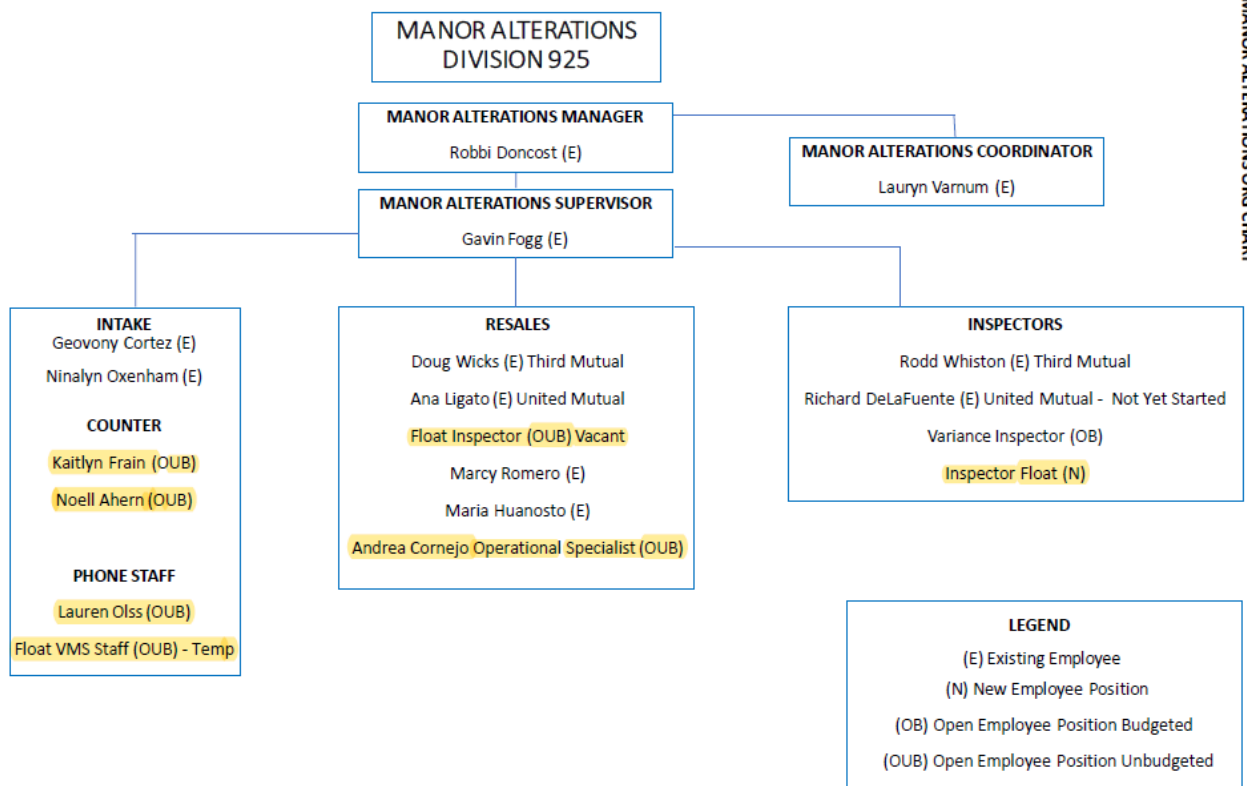 MANOR ALTERATIONS
DIVISION 925
MANOR ALTERATIONS ORG CHART
MANOR ALTERATIONS MANAGER
Robbi Doncost (E)
MANOR ALTERATIONS COORDINATOR
Lauryn Varnum (E)
MANOR ALTERATIONS SUPERVISOR
Gavin Fogg (E)
INTAKE
Geovony Cortez (E)
Ninalyn Oxenham (E)
COUNTER
Kaitlyn Frain (OUB)
Noell Ahern (OUB)
PHONE STAFF
Lauren Olss (OUB)
Float VMS Staff (OUB) - Temp
RESALES
Doug Wicks (E) Third Mutual
Ana Ligato (E) United Mutual
Float Inspector (OUB) Vacant
Marcy Romero (E)
Maria Huanosto (E)
Andrea Cornejo Operational Specialist (OUB)
INSPECTORS
Rodd Whiston (E) Third Mutual
Richard DeLaFuente (E) United Mutual - Not Yet Started
Variance Inspector (OB)
Inspector Float (N)
LEGEND
(E) Existing Employee
(N) New Employee Position
(OB) Open Employee Position Budgeted
(OUB) Open Employee Position Unbudgeted